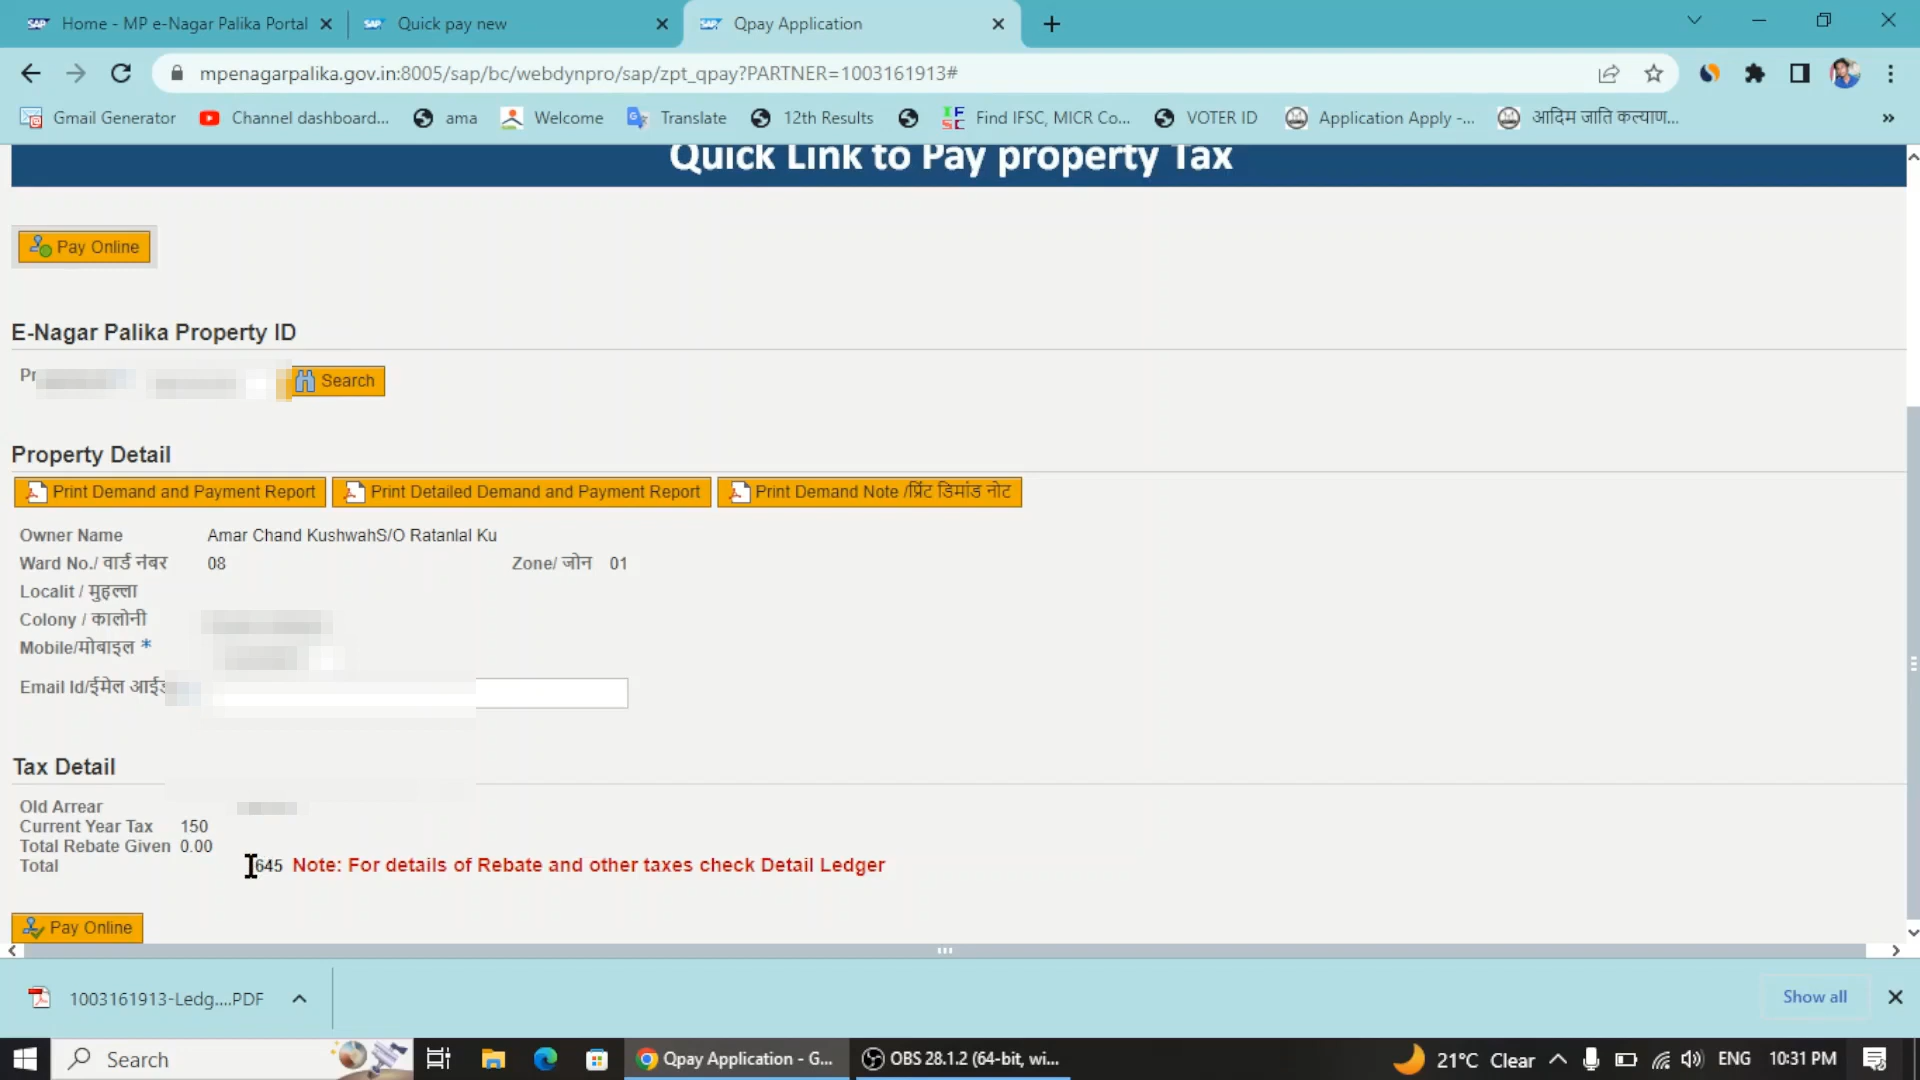 Home - MP e-Nagar Palika Portal
Quick pay new
Qpay Application
mpenagarpalika.gov.in:8005/sap/bc/webdynpro/sap/zpt_qpay?PARTNER=1003161913#
Gmail Generator
Channel dashboard...
ama
Welcome
Translate
12th Results
Find IFSC, MICR Co...
VOTER ID
Application Apply -...
आदिम जाति कल्याण...
Quick Link to Pay property Tax
Pay Online
E-Nagar Palika Property ID
Pr
Search
Property Detail
Print Demand and Payment Report
Print Detailed Demand and Payment Report
Print Demand Note /प्रिंट डिमांड नोट
Owner Name Amar Chand KushwahS/O Ratanlal Ku
Ward No./ वार्ड नंबर 08 Zone/ जोन 01
Localit / मुहल्ला
Colony / कालोनी
Mobile/मोबाइल *
Email Id/ईमेल
Tax Detail
Old Arrear
Current Year Tax 150
Total Rebate Given 0.00
Total 645 Note: For details of Rebate and other taxes check Detail Ledger
Pay Online
1003161913-Ledg....PDF
Show all
Search
Qpay Application - G...
OBS 28.1.2 (64-bit, wi...
21°C Clear
ENG
10:31 PM